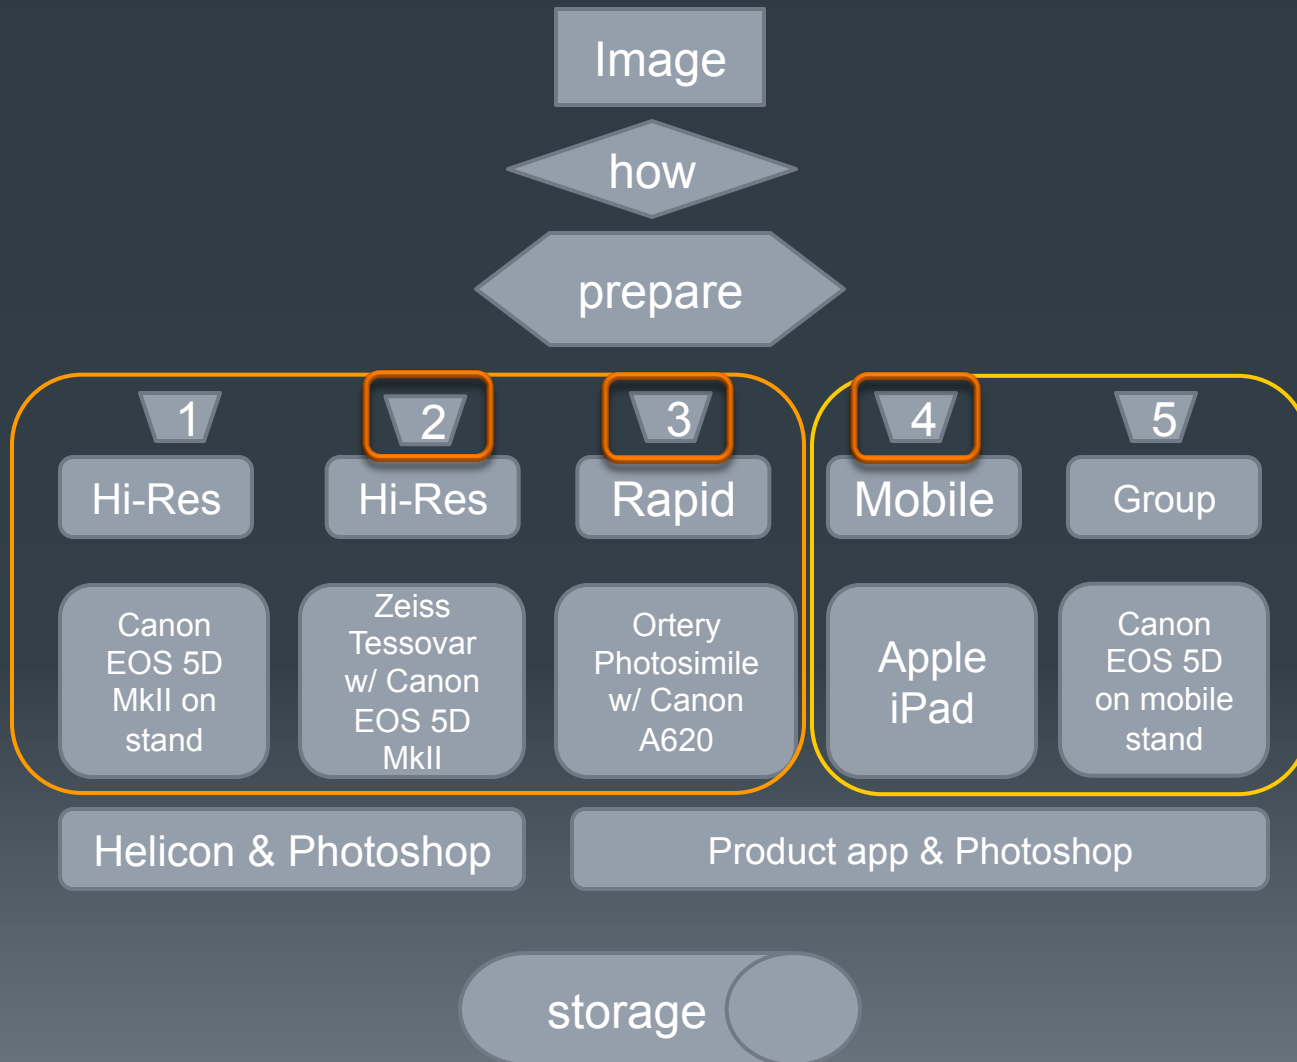 Image
how
prepare
1
2
3
4
5
Hi-Res
Hi-Res
Rapid
Mobile
Group
Canon
EOS 5D
MkII on
stand
Zeiss
Tessovar
w/ Canon
EOS 5D
MkII
Ortery
Photosimile
w/ Canon
A620
Apple
iPad
Canon
EOS 5D
on mobile
stand
Helicon & Photoshop
Product app & Photoshop
storage